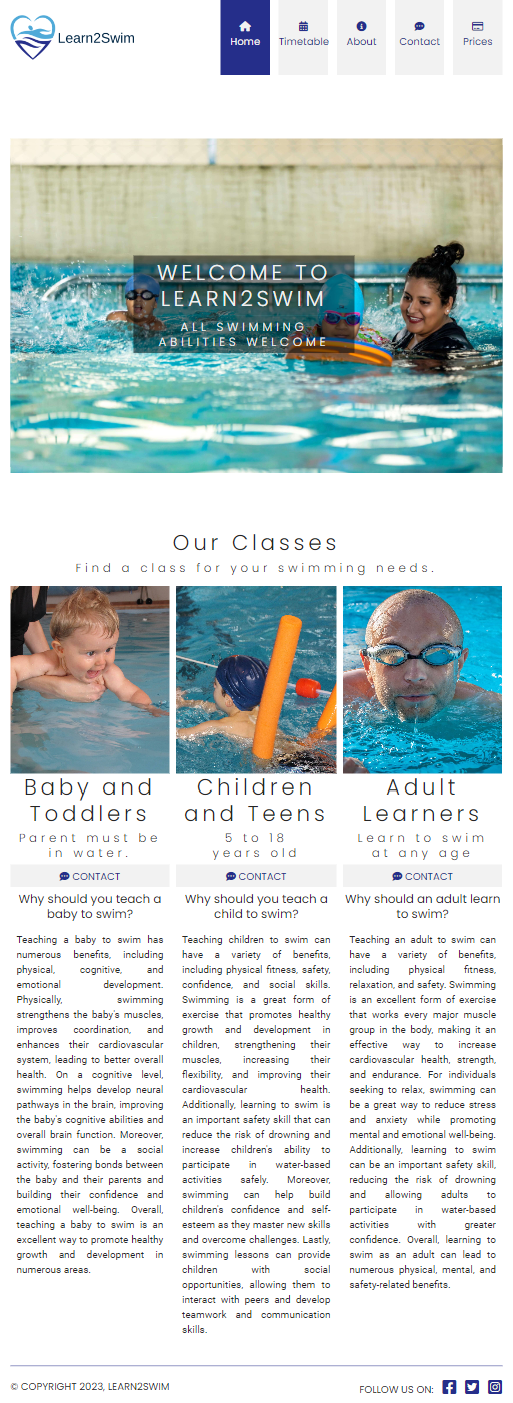 Learn2Swim
Home
Timetable
About
Contact
Prices
WELCOME TO
LEARN2SWIM
ALL SWIMMING
ABILITIES WELCOME
Our Classes
Find a class for your swimming needs.
Baby and
Toddlers
Parent must be
in water.
CONTACT
Why should you teach a
baby to swim?
Teaching a baby to swim has
numerous benefits, including
physical, cognitive, and
emotional development.
Physically, swimming
strengthens the baby's muscles,
improves coordination, and
enhances their cardiovascular
system, leading to better overall
health. On a cognitive level,
swimming helps develop neural
pathways in the brain, improving
the baby's cognitive abilities and
overall brain function. Moreover,
swimming can be a social
activity, fostering bonds between
the baby and their parents and
building their confidence and
emotional well-being. Overall,
teaching a baby to swim is an
excellent way to promote healthy
growth and development in
numerous areas.
Children
and Teens
5 to 18
years old
CONTACT
Why should you teach a
child to swim?
Teaching children to swim can
have a variety of benefits,
including physical fitness, safety,
confidence, and social skills.
Swimming is a great form of
exercise that promotes healthy
growth and development in
children, strengthening their
muscles, increasing their
flexibility, and improving their
cardiovascular health.
Additionally, learning to swim is
an important safety skill that can
reduce the risk of drowning and
increase children's ability to
participate in water-based
activities safely. Moreover,
swimming can help build
children's confidence and self-
esteem as they master new skills
and overcome challenges. Lastly,
swimming lessons can provide
children with social
opportunities, allowing them to
interact with peers and develop
teamwork and communication
skills.
Adult
Learners
Learn to swim
at any age
CONTACT
Why should an adult learn
to swim?
Teaching an adult to swim can
have a variety of benefits,
including physical fitness,
relaxation, and safety. Swimming
is an excellent form of exercise
that works every major muscle
group in the body, making it an
effective way to increase
cardiovascular health, strength,
and endurance. For individuals
seeking to relax, swimming can
be a great way to reduce stress
and anxiety while promoting
mental and emotional well-being.
Additionally, learning to swim
can be an important safety skill,
reducing the risk of drowning
and allowing adults to
participate in water-based
activities with greater
confidence. Overall, learning to
swim as an adult can lead to
numerous physical, mental, and
safety-related benefits.
© COPYRIGHT 2023, LEARN2SWIM
FOLLOW US ON: